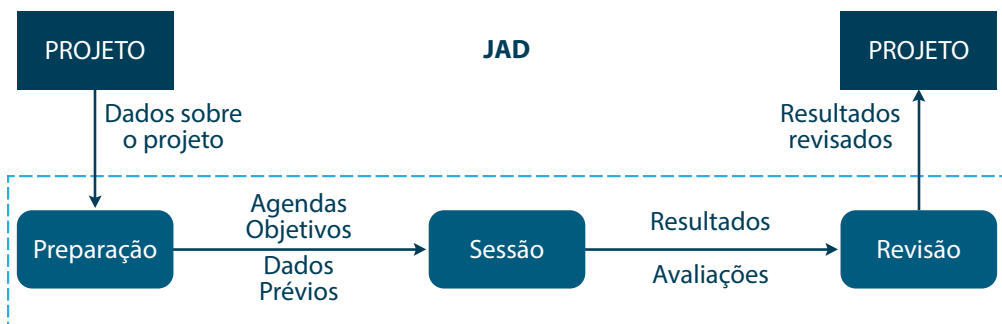 PROJETO
JAD
PROJETO
Dados sobre
o projeto
Resultados
revisados
Preparação
Agendas
Objetivos
Dados
Prévios
Sessão
Resultados
Avaliações
Revisão